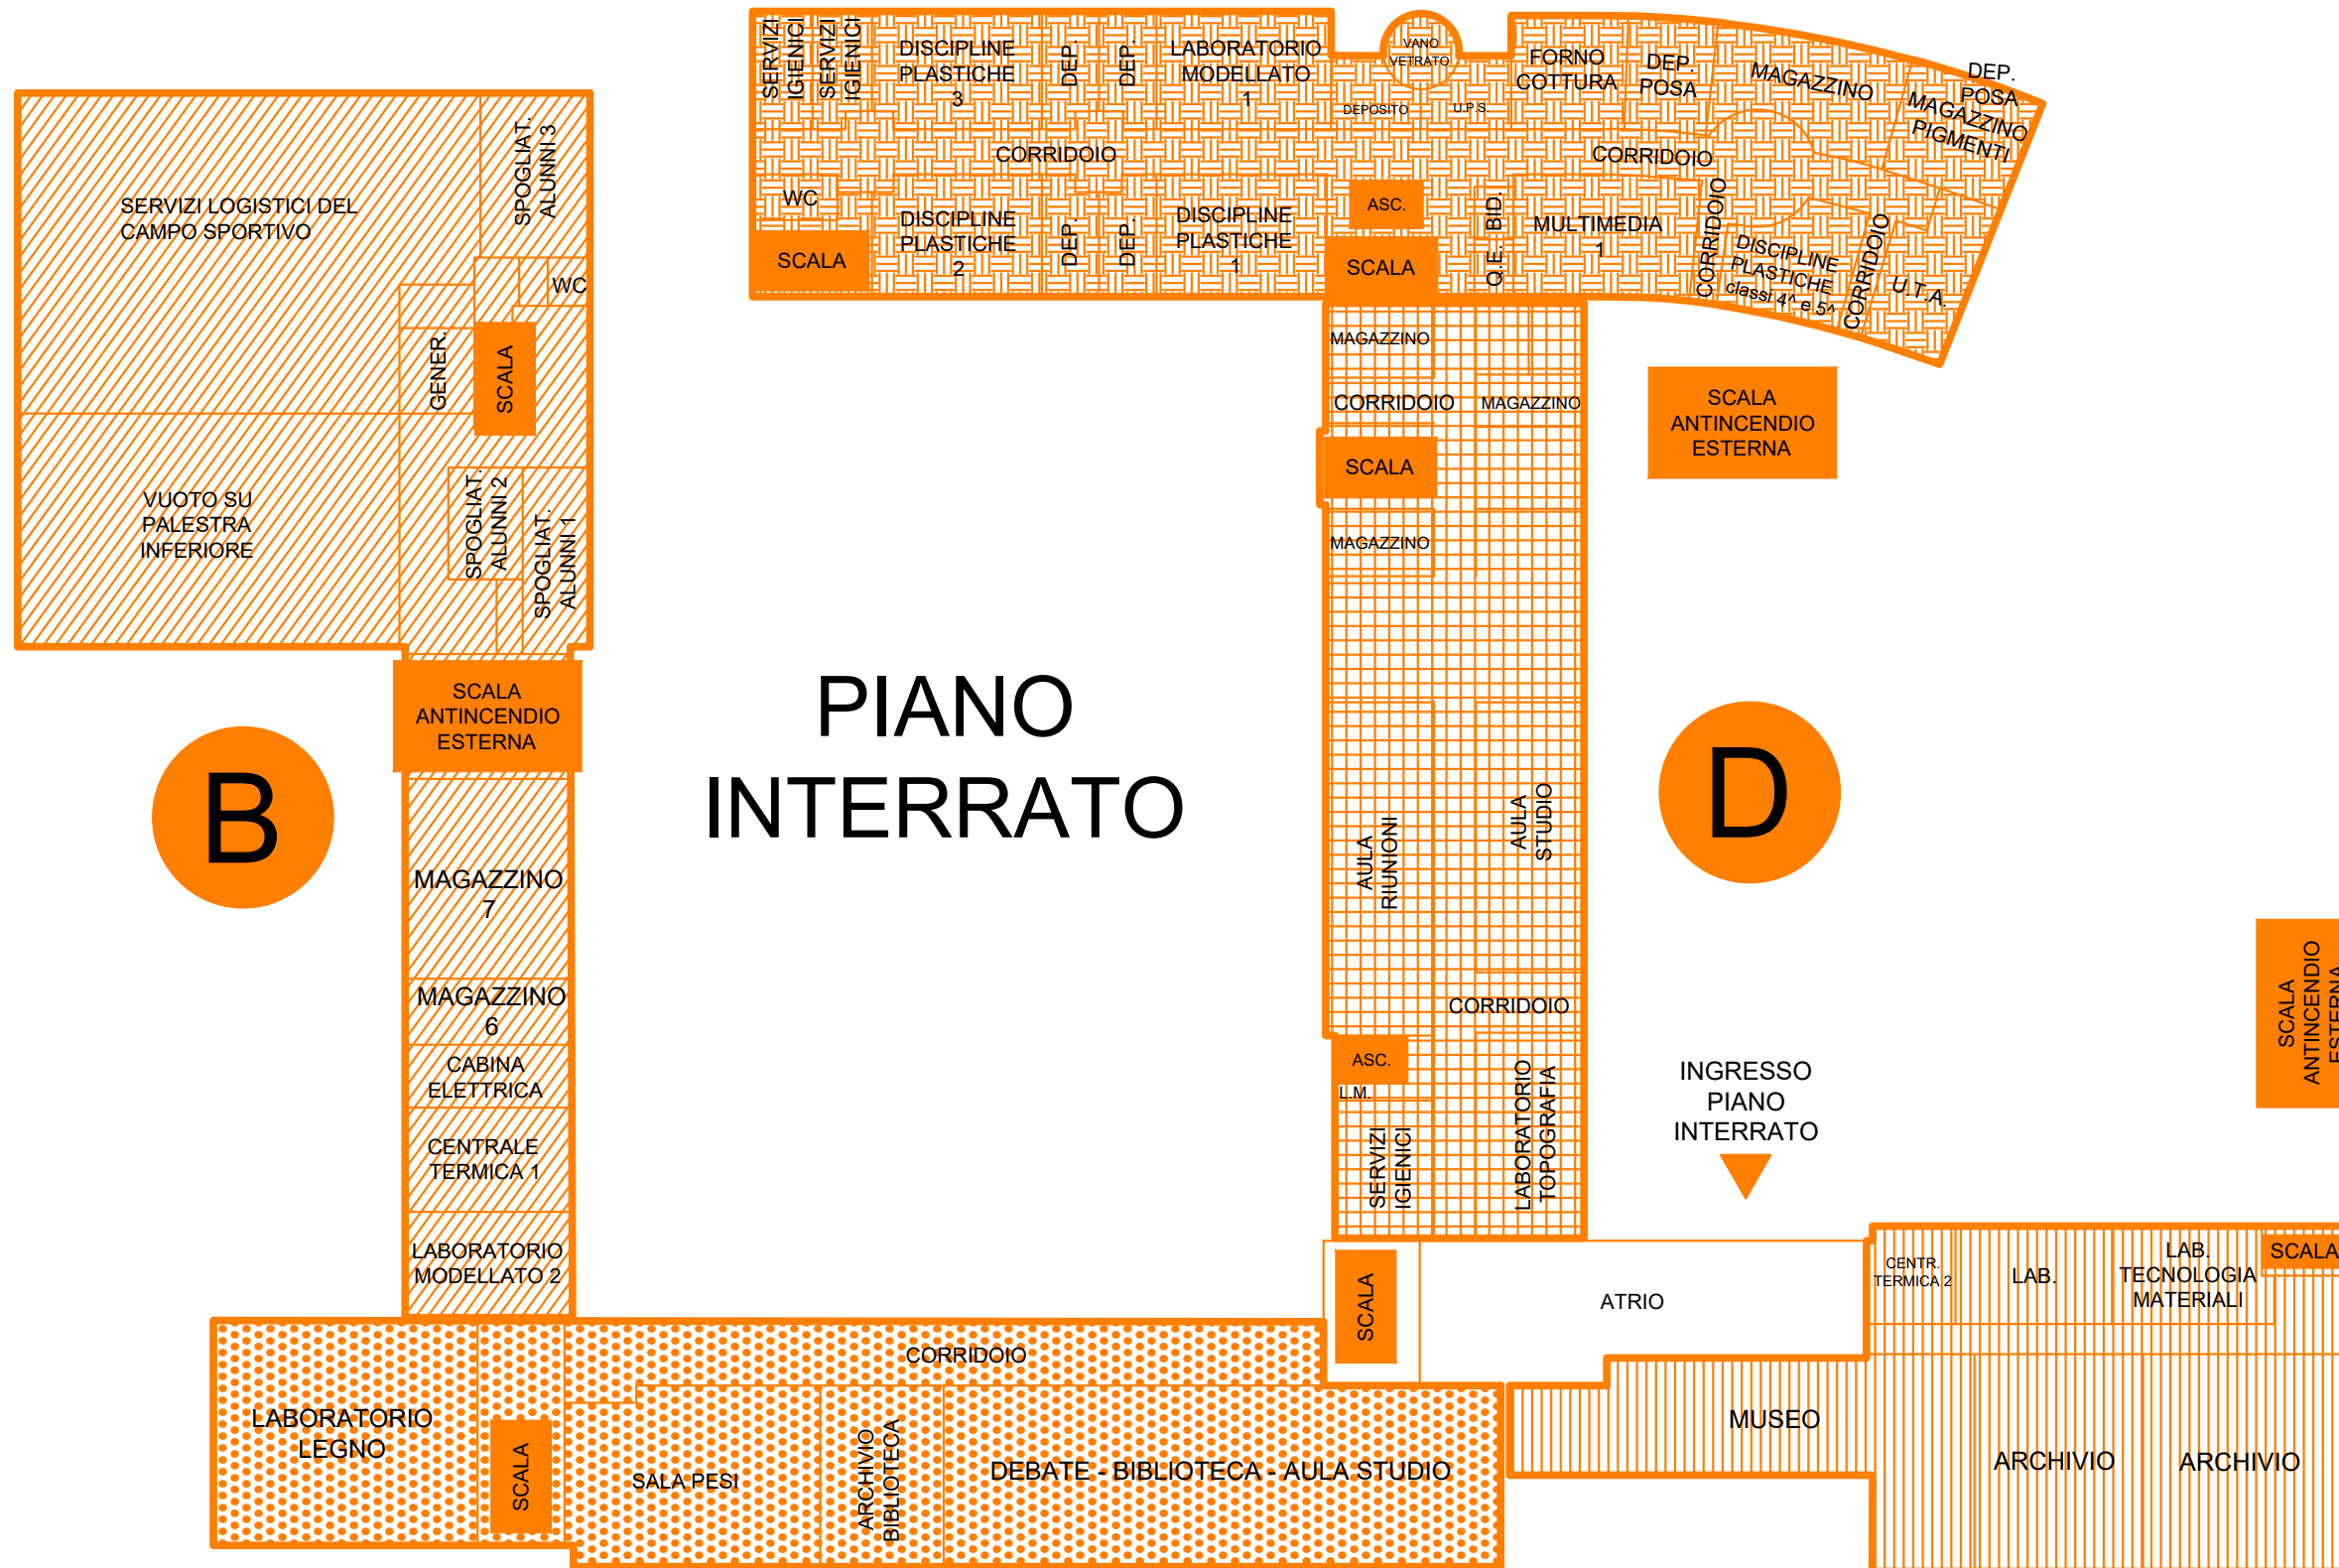 SERVIZI
IGIENICI
SERVIZI
IGIENICI
DISCIPLINE
PLASTICHE
3
DEP.
DEP.
LABORATORIO
MODELLATO
1
VANO
VETRATO
DEPOSITO
U.P.S.
FORNO
COTTURA
DEP.
POSA
MAGAZZINO
DEP.
POSA
MAGAZZINO
PIGMENTI
CORRIDOIO
CORRIDOIO
WC
SCALA
DISCIPLINE
PLASTICHE
2
DEP.
DEP.
DISCIPLINE
PLASTICHE
1
ASC.
SCALA
Q.E.
BID.
MULTIMEDIA
1
CORRIDOIO
DISCIPLINE
PLASTICHE
classi 4^ e 5^
CORRIDOIO
U.T.A.
SERVIZI LOGISTICI DEL
CAMPO SPORTIVO
SPOGLIAT.
ALUNNI 3
WC
GENER.
SCALA
VUOTO SU
PALESTRA
INFERIORE
SPOGLIAT.
ALUNNI 2
SPOGLIAT.
ALUNNI 1
MAGAZZINO
CORRIDOIO
MAGAZZINO
SCALA
MAGAZZINO
SCALA
ANTINCENDIO
ESTERNA
SCALA
ANTINCENDIO
ESTERNA
B
PIANO
INTERRATO
D
AULA
RIUNIONI
AULA
STUDIO
MAGAZZINO
7
MAGAZZINO
6
CABINA
ELETTRICA
CENTRALE
TERMICA 1
LABORATORIO
MODELLATO 2
CORRIDOIO
ASC.
L.M.
SERVIZI
IGIENICI
LABORATORIO
TOPOGRAFIA
INGRESSO
PIANO
INTERRATO
SCALA
ANTINCENDIO
ESTERNA
SCALA
ATRIO
CENTR.
TERMICA 2
LAB.
LAB.
TECNOLOGIA
MATERIALI
SCALA
CORRIDOIO
LABORATORIO
LEGNO
SCALA
SALA PESI
ARCHIVIO
BIBLIOTECA
DEBATE - BIBLIOTECA - AULA STUDIO
MUSEO
ARCHIVIO
ARCHIVIO